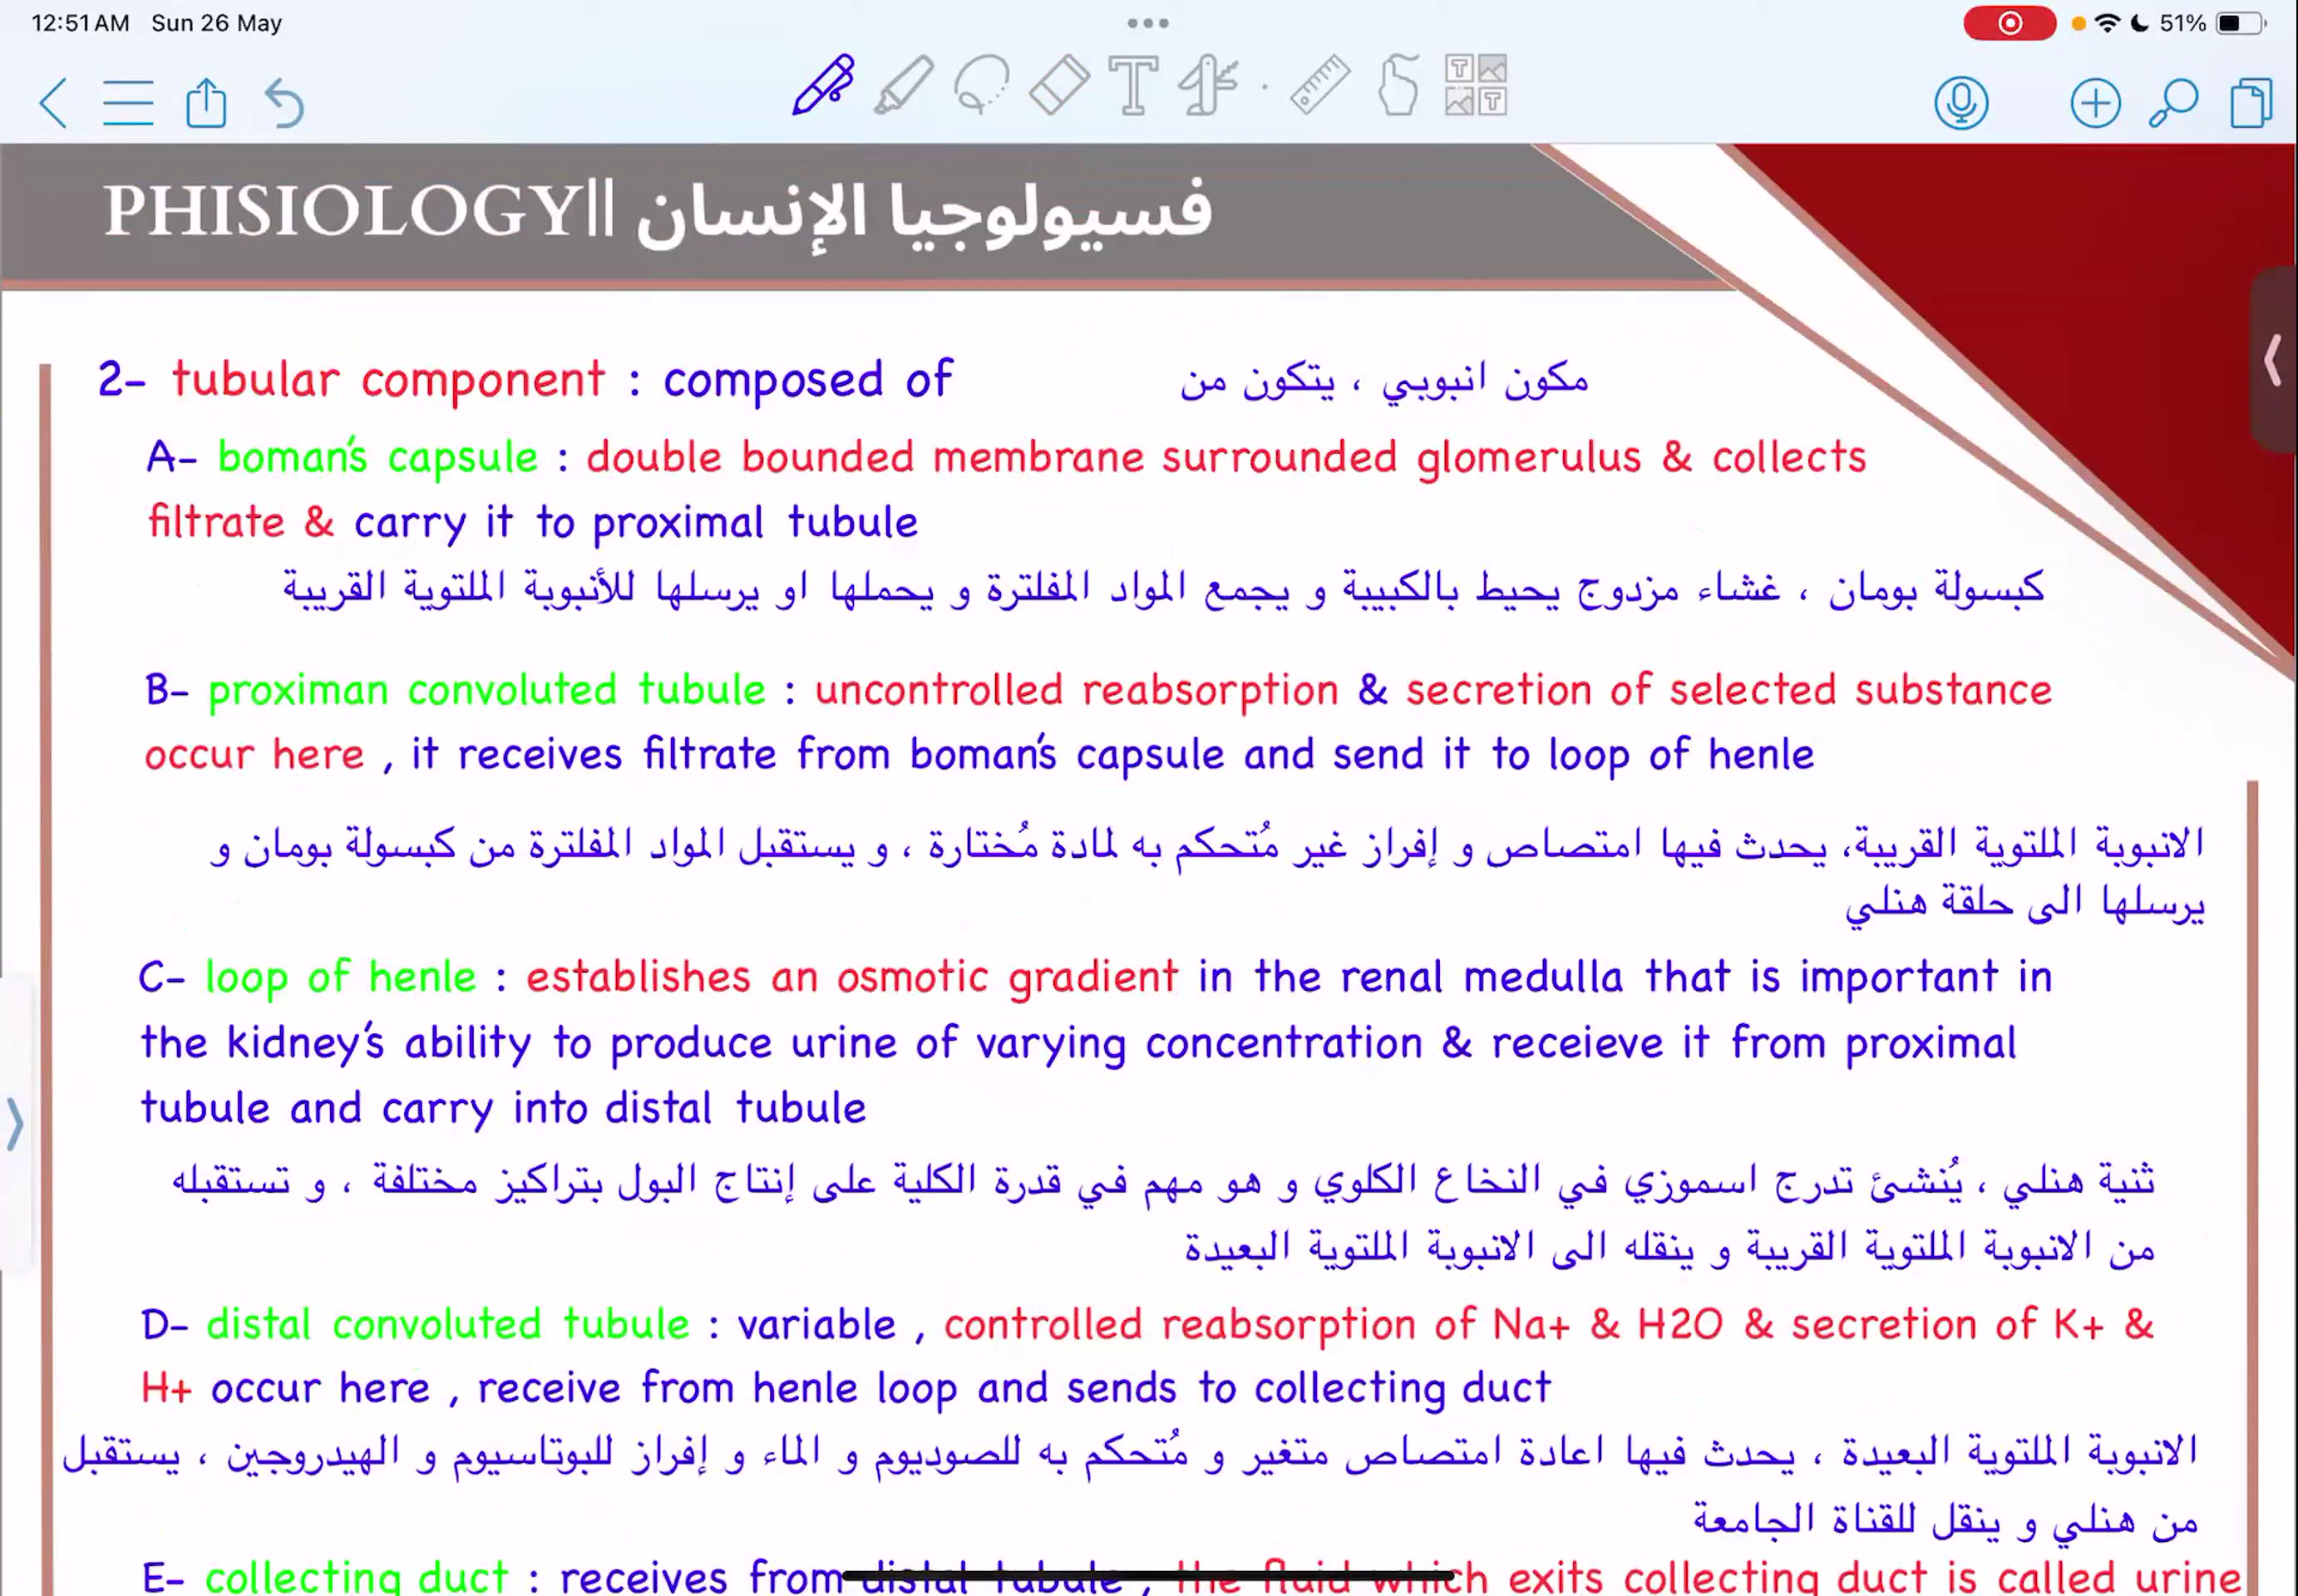 12:51 AM Sun 26 May
51%
PHISIOLOGY|| فسيولوجيا الإنسان
2- tubular component : composed of مكون انبوبي ، يتكون من
A- boman's capsule : double bounded membrane surrounded glomerulus & collects
filtrate & carry it to proximal tubule
كبسولة بومان ، غشاء مزدوج يحيط بالكبيبة و يجمع المواد المفلترة و يحملها او يرسلها للأنبوبة الملتوية القريبة
B- proximan convoluted tubule : uncontrolled reabsorption & secretion of selected substance
occur here , it receives filtrate from boman's capsule and send it to loop of henle
الانبوبة الملتوية القريبة، يحدث فيها امتصاص و إفراز غير مُتحكم به لمادة مُختارة ، و يستقبل المواد المفلترة من كبسولة بومان و
يرسلها الى حلقة هنلي
C- loop of henle : establishes an osmotic gradient in the renal medulla that is important in
the kidney's ability to produce urine of varying concentration & receieve it from proximal
tubule and carry into distal tubule
ثنية هنلي ، يُنشئ تدرج اسموزي في النخاع الكلوي و هو مهم في قدرة الكلية على إنتاج البول بتراكيز مختلفة ، و تستقبله
من الانبوبة الملتوية القريبة و ينقله الى الانبوبة الملتوية البعيدة
D- distal convoluted tubule : variable , controlled reabsorption of Na+ & H2O & secretion of K+ &
H+ occur here , receive from henle loop and sends to collecting duct
الانبوبة الملتوية البعيدة ، يحدث فيها اعادة امتصاص متغير و مُتحكم به للصوديوم و الماء و إفراز للبوتاسيوم و الهيدروجين ، يستقبل
من هنلي و ينقل للقناة الجامعة
E- collecting duct : receives from distal tubule , the fluid which exits collecting duct is called urine